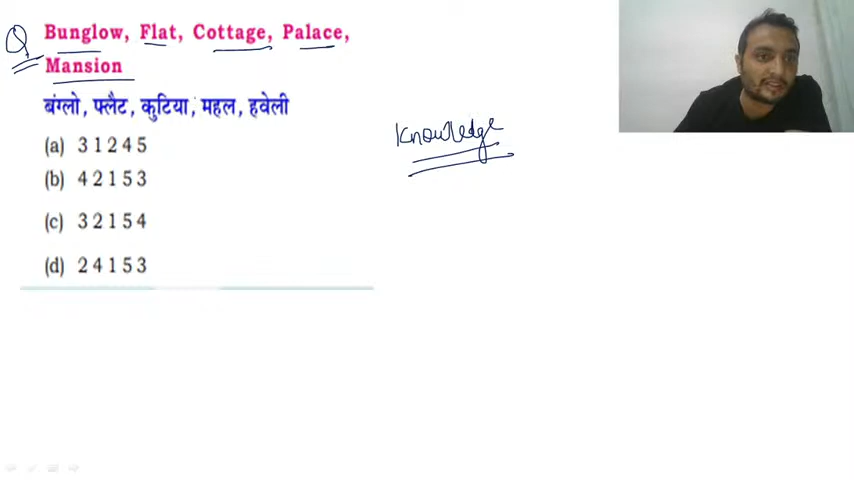 Q Bunglow, Flat, Cottage, Palace,
Mansion
बंग्लो, फ्लैट, कुटिया, महल, हवेली
(a) 3 1 2 4 5
(b) 4 2 1 5 3
(c) 3 2 1 5 4
(d) 2 4 1 5 3
Knowledge